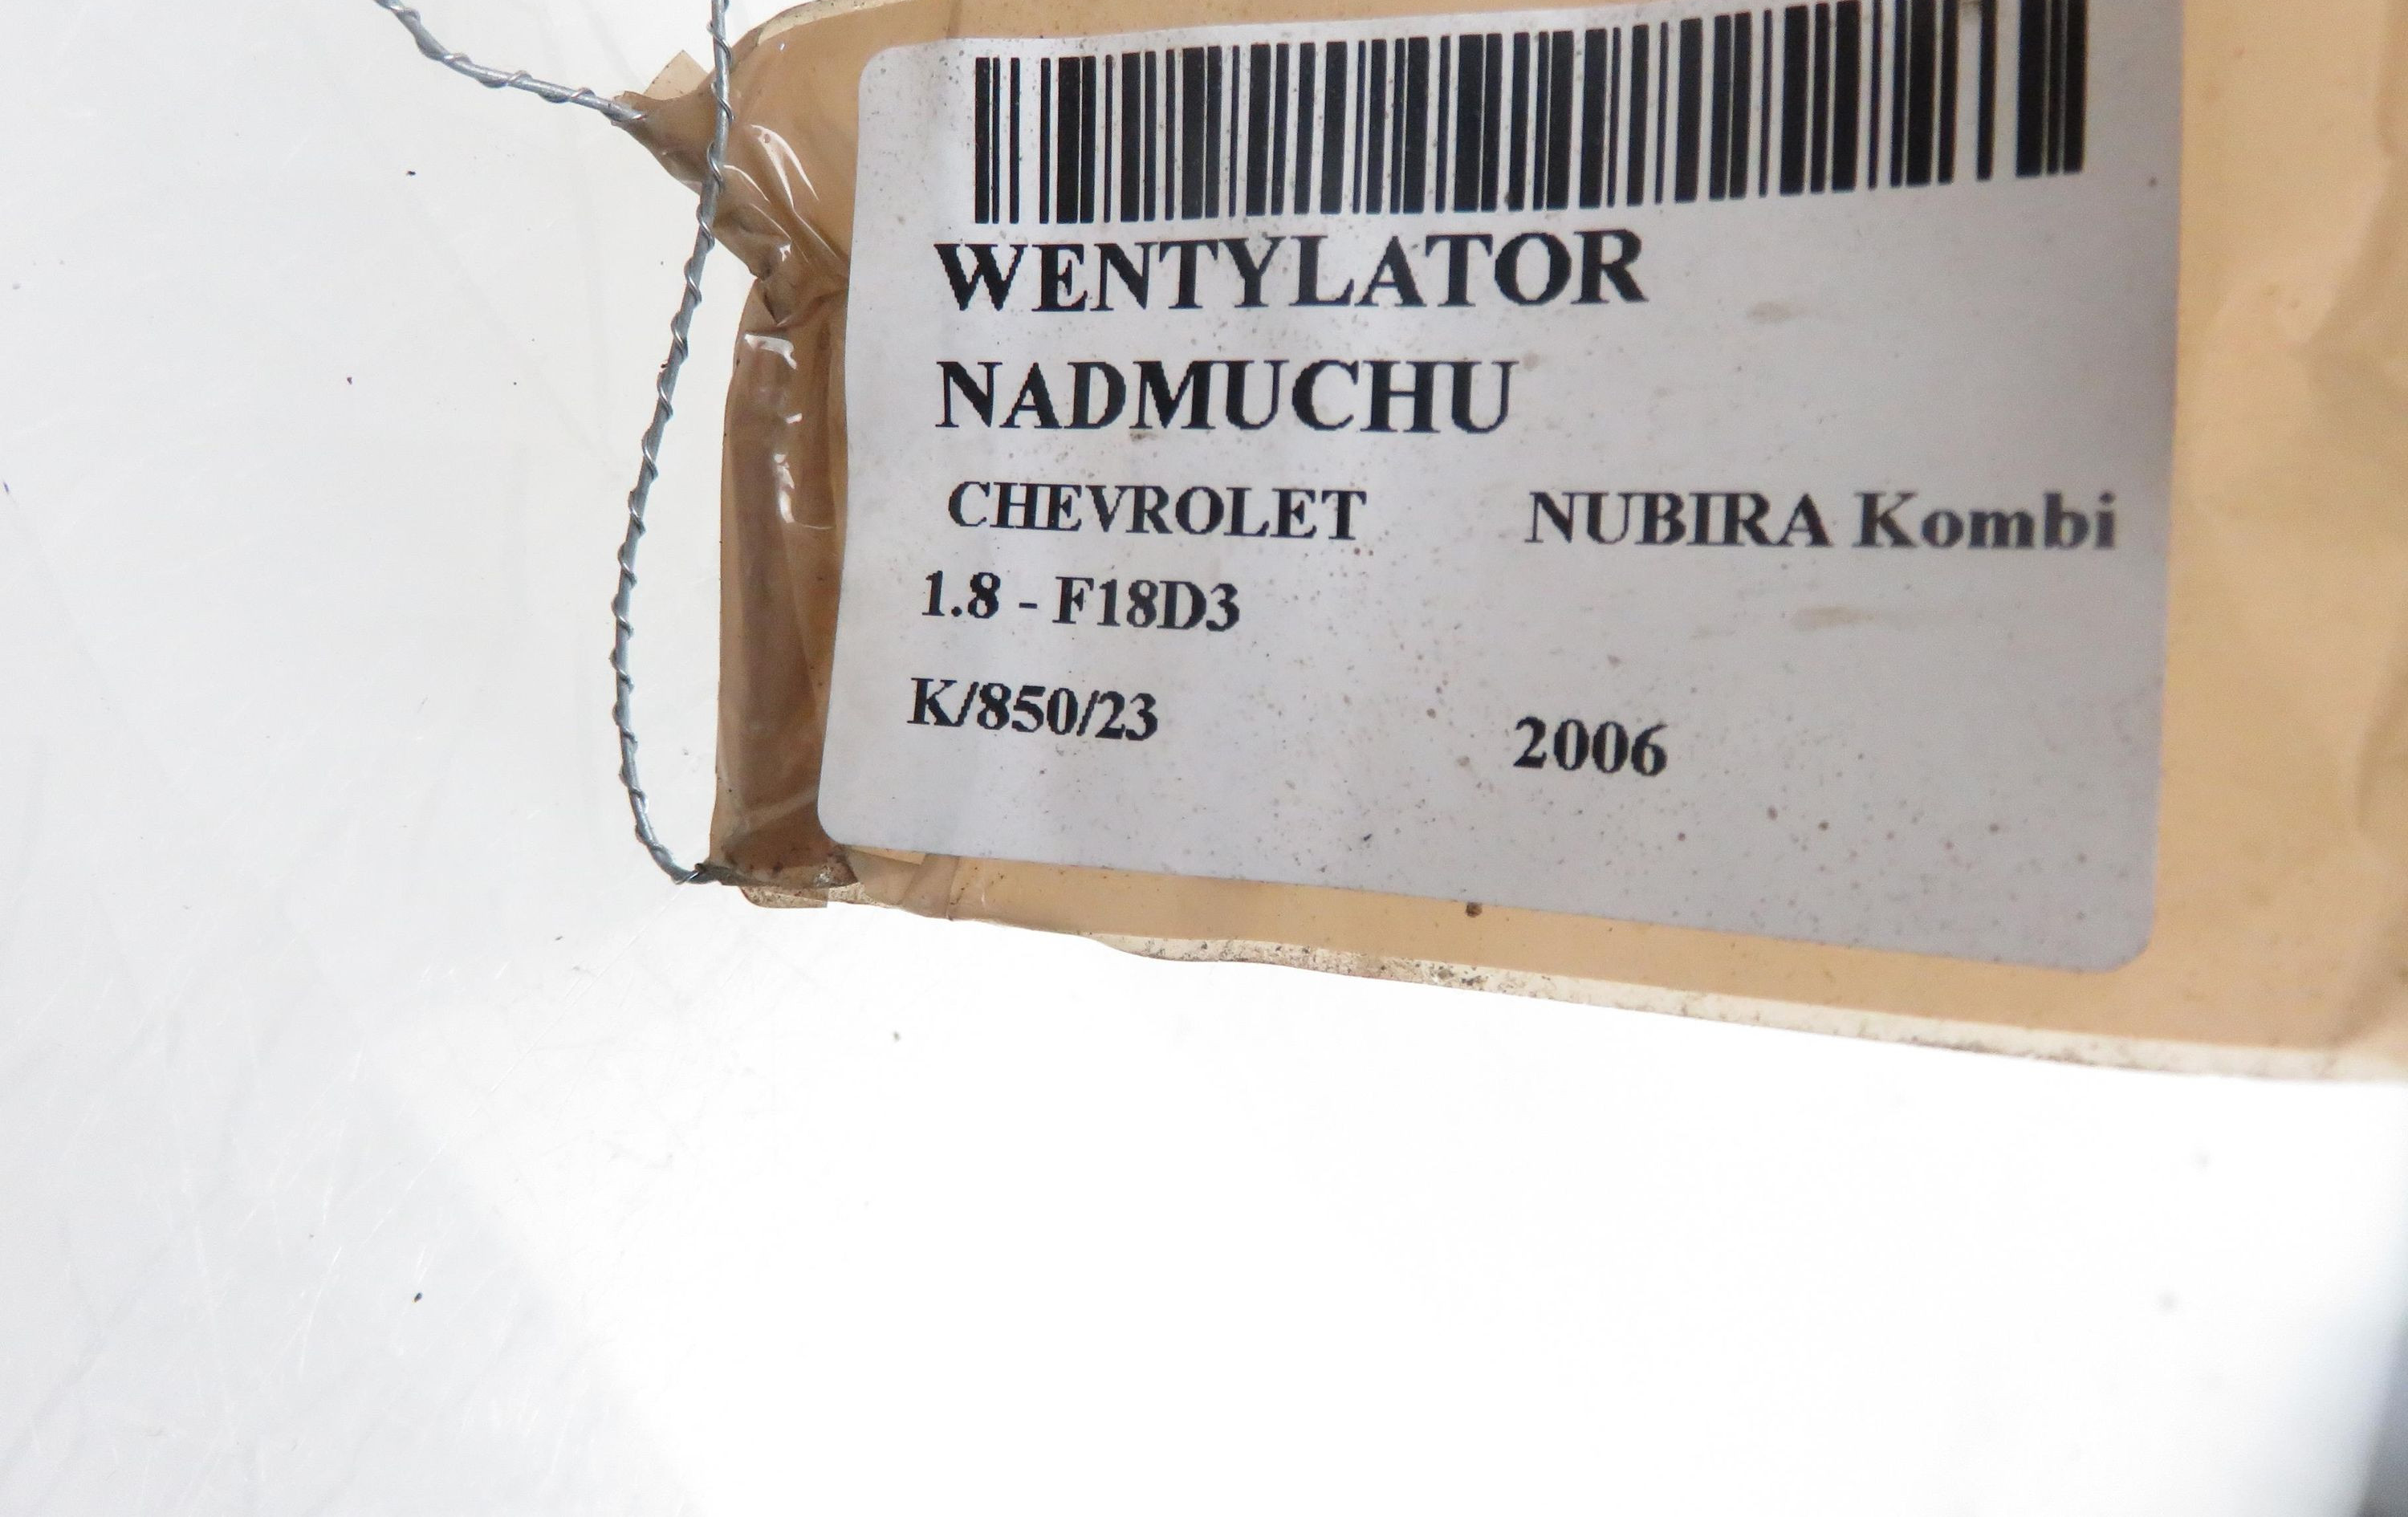 WENTYLATOR
NADMUCHU
CHEVROLET NUBIRA Kombi
1.8 - F18D3
K/850/23 2006